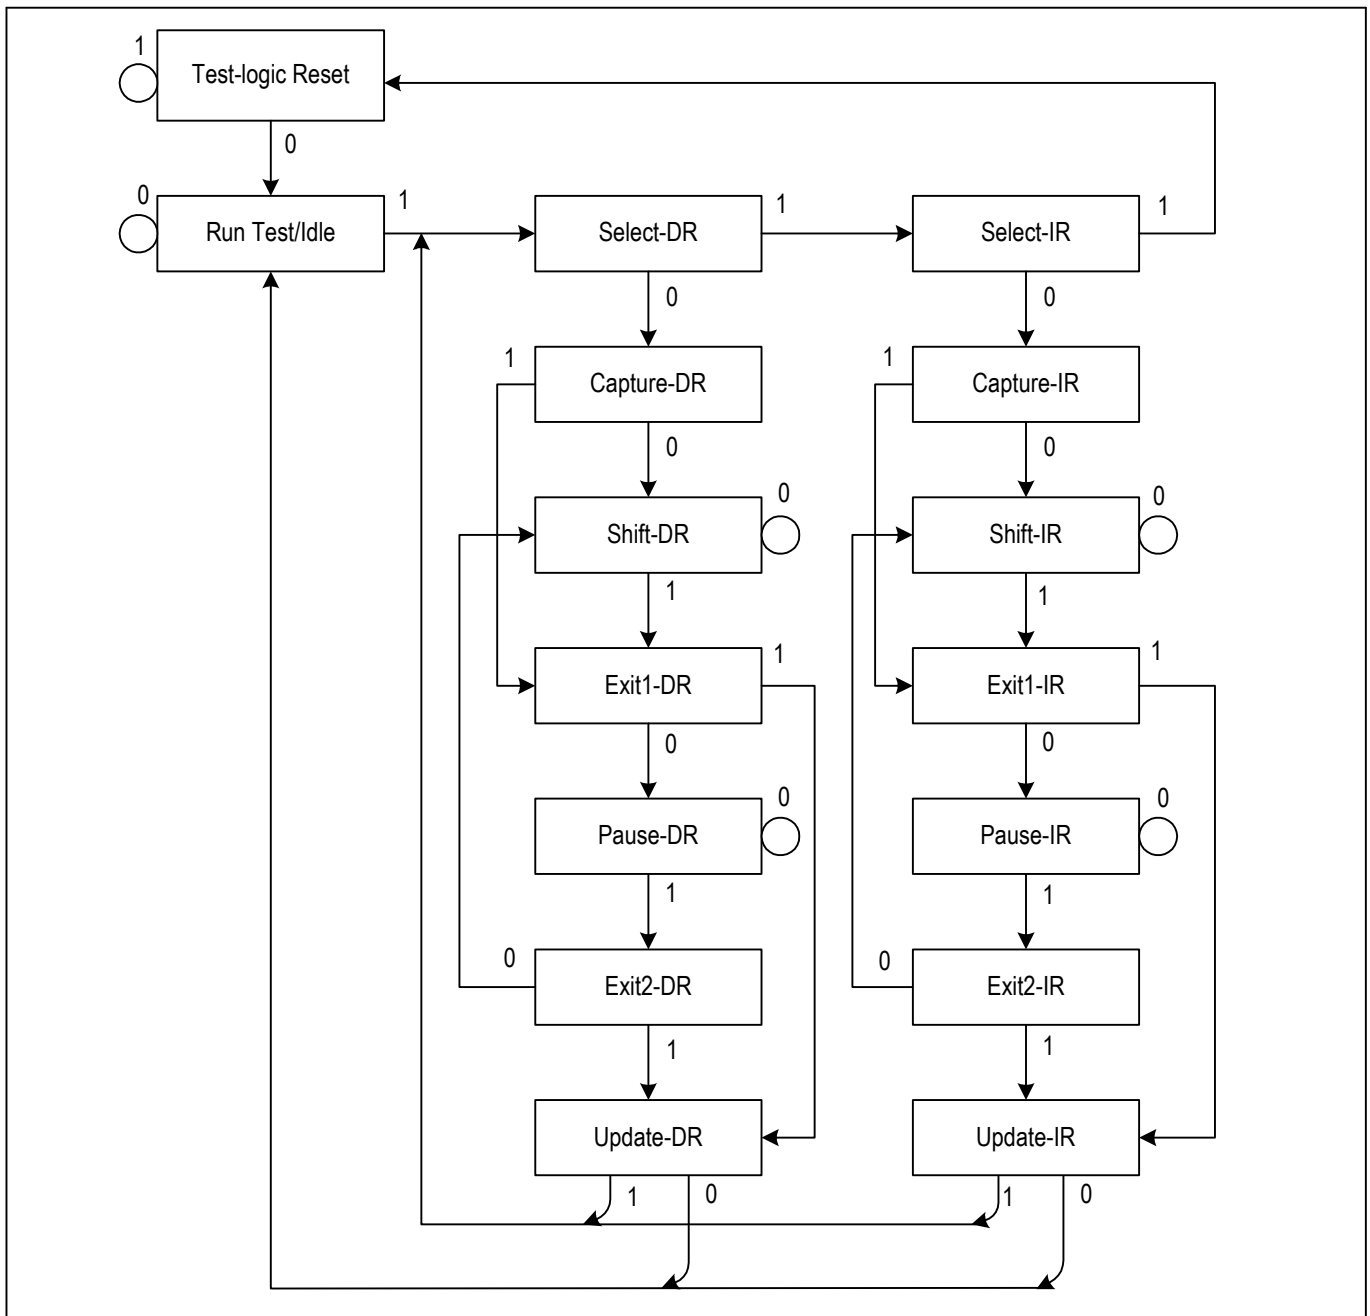 1
Test-logic Reset
0
0
Run Test/Idle
1
Select-DR
1
Select-IR
1
0
0
1
Capture-DR
1
Capture-IR
0
0
Shift-DR
0
Shift-IR
0
1
1
Exit1-DR
1
Exit1-IR
1
0
0
Pause-DR
0
Pause-IR
0
1
1
0
Exit2-DR
0
Exit2-IR
1
1
Update-DR
Update-IR
1
0
1
0